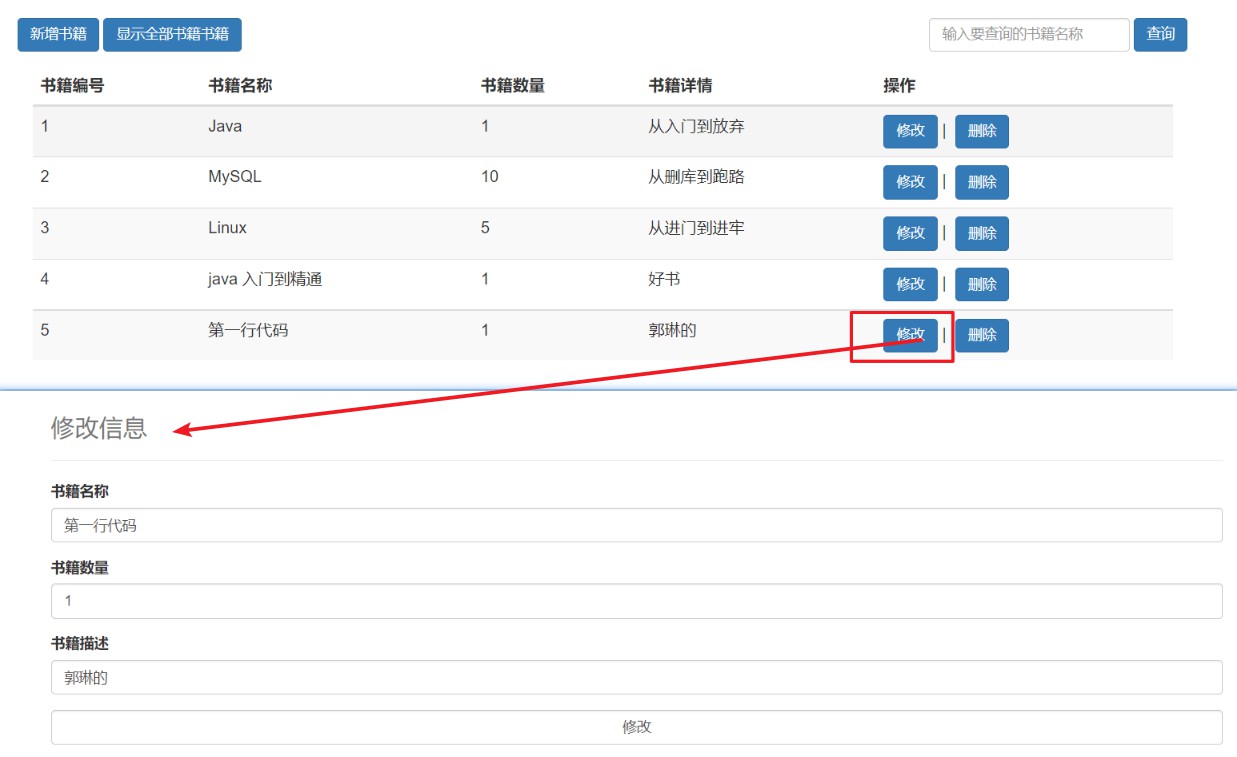 新增书籍 显示全部书籍书籍 输入要查询的书籍名称 查询
书籍编号 书籍名称 书籍数量 书籍详情 操作
1 Java 1 从入门到放弃 修改 | 删除
2 MySQL 10 从删库到跑路 修改 | 删除
3 Linux 5 从进门到进牢 修改 | 删除
4 java 入门到精通 1 好书 修改 | 删除
5 第一行代码 1 郭琳的 修改 | 删除
修改信息
书籍名称
第一行代码
书籍数量
1
书籍描述
郭琳的
修改